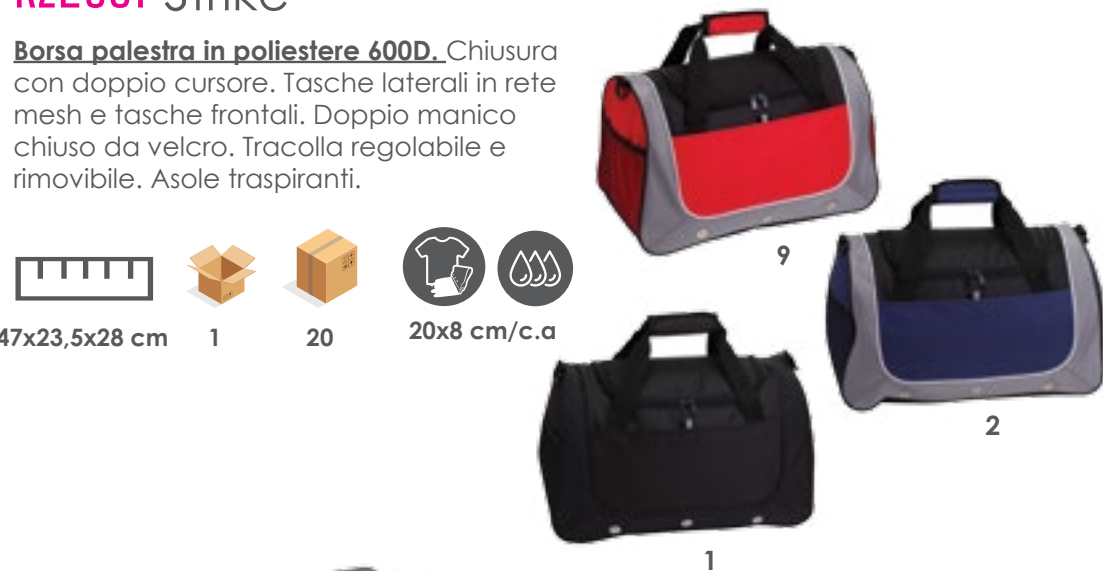 Strike
Borsa palestra in poliestere 600D. Chiusura
con doppio cursore. Tasche laterali in rete
mesh e tasche frontali. Doppio manico
chiuso da velcro. Tracolla regolabile e
rimovibile. Asole traspiranti.
47x23,5x28 cm
1
20
20x8 cm/c.a
9
2
1